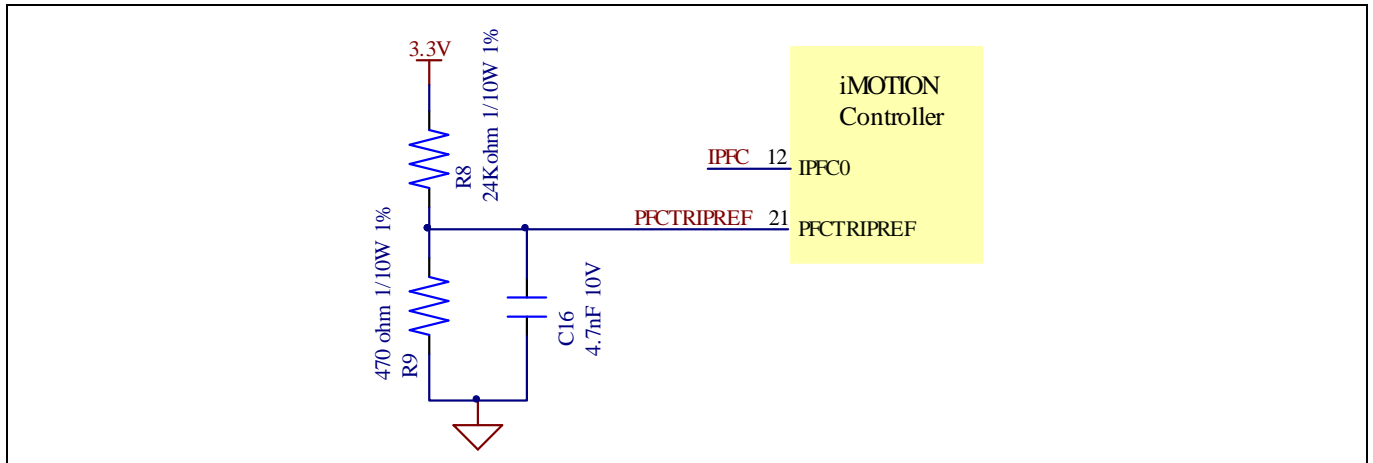 3.3V
R8
24Kohm 1/10W 1%
iMOTION
Controller
IPFC 12 IPFC0
PFCTRIPREF 21 PFCTRIPREF
470 ohm 1/10W 1%
R9
C16
4.7nF 10V